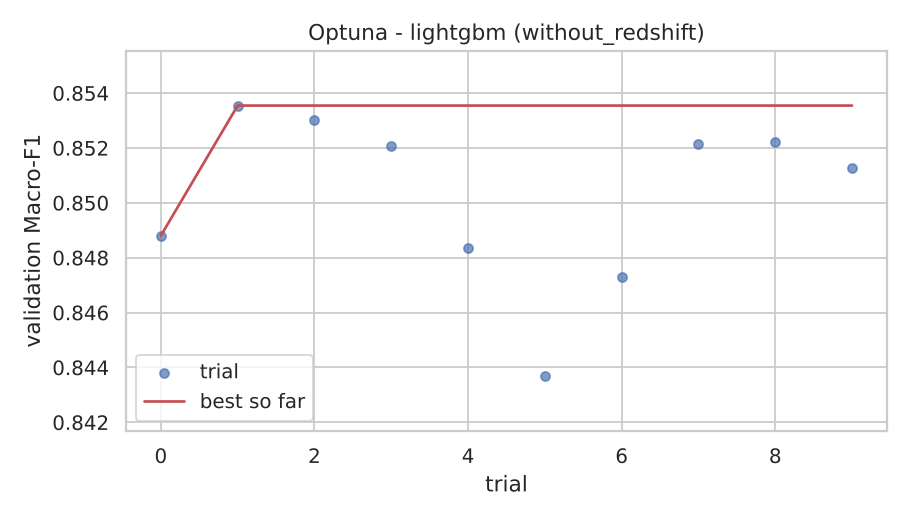 Optuna - lightgbm (without_redshift)
validation Macro-F1
0.854
0.852
0.850
0.848
0.846
0.844
0.842
trial
best so far
0 2 4 6 8
trial